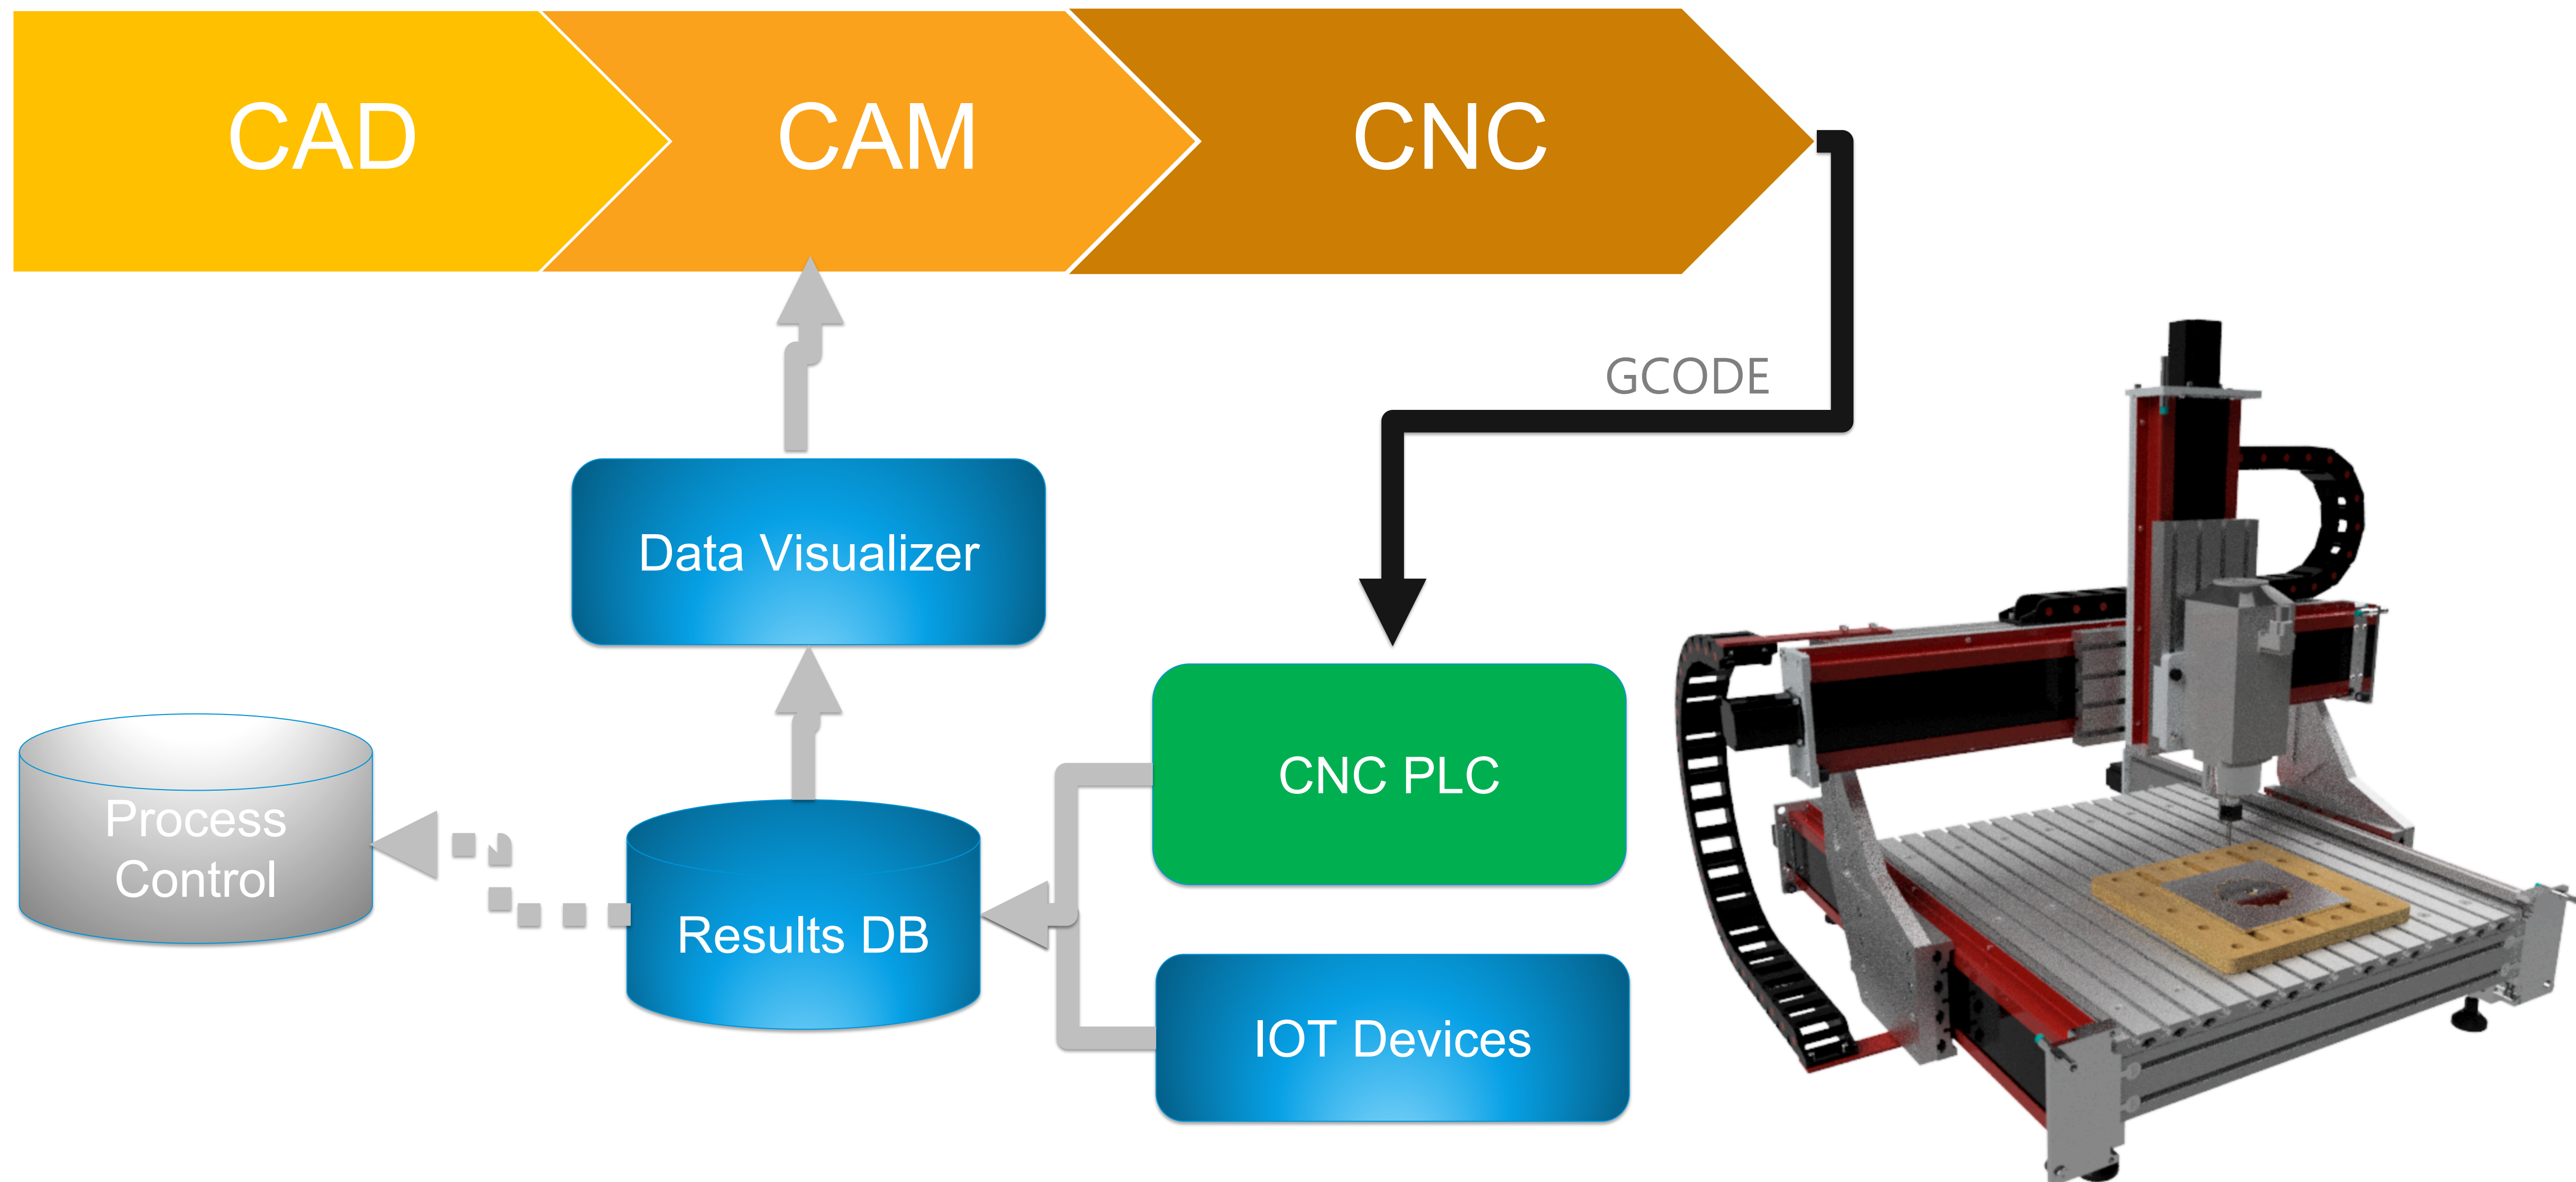 CAD
CAM
CNC
GCODE
Data Visualizer
CNC PLC
Process
Control
Results DB
IOT Devices